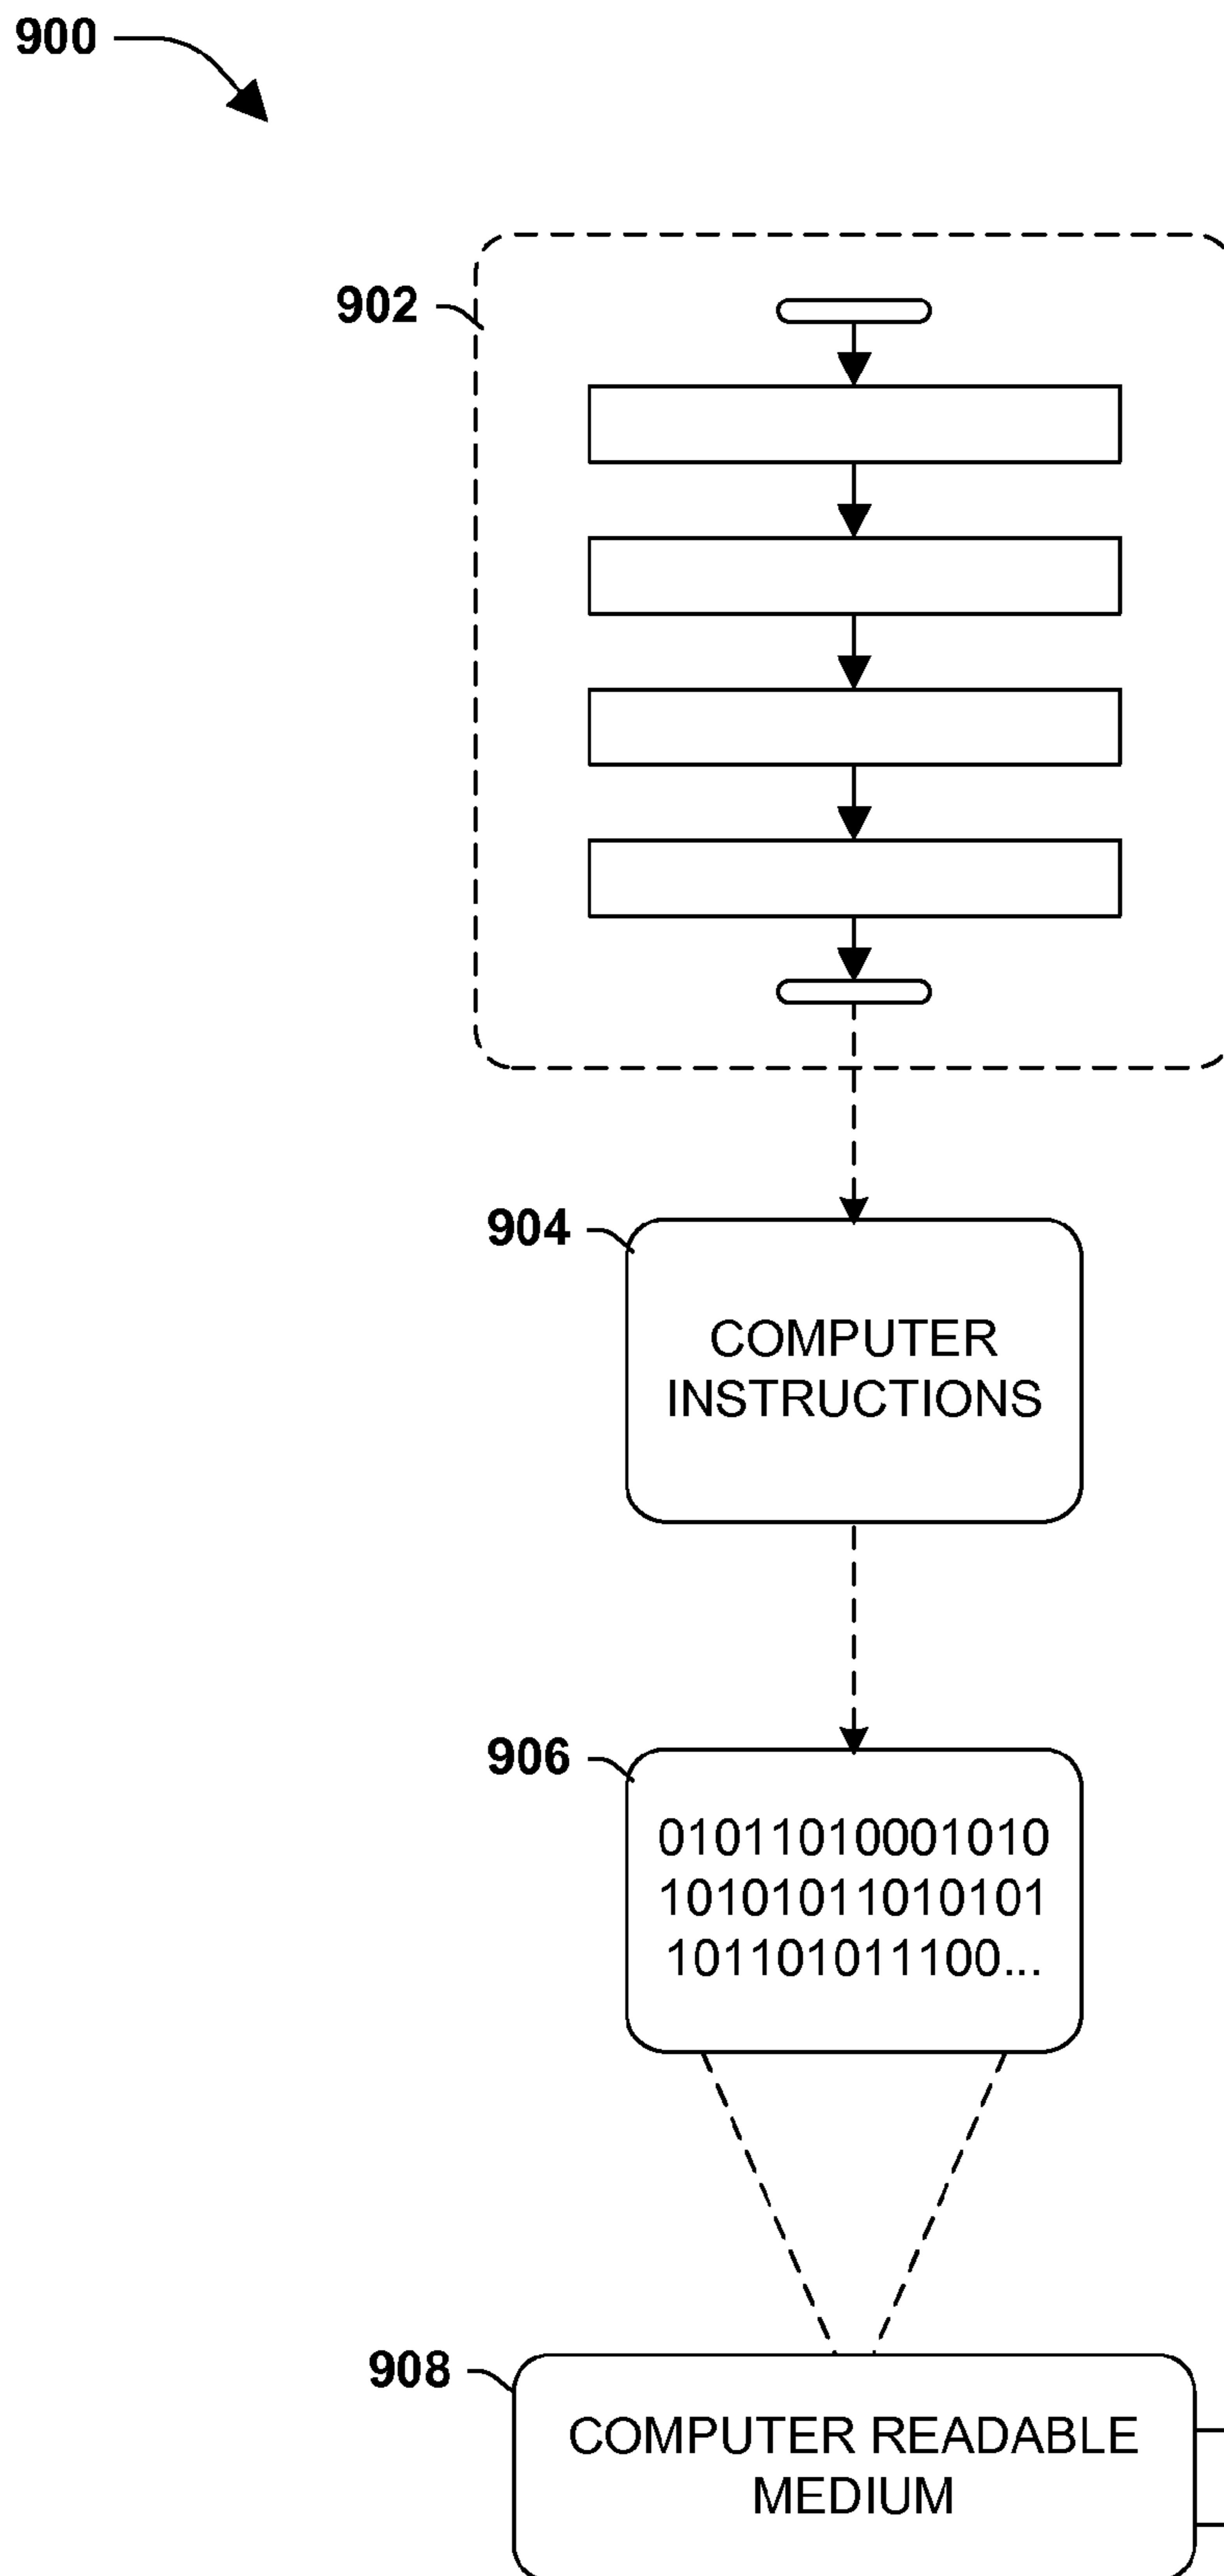 900
902
904
COMPUTER
INSTRUCTIONS
906
01011010001010
10101011010101
101101011100...
908
COMPUTER READABLE
MEDIUM